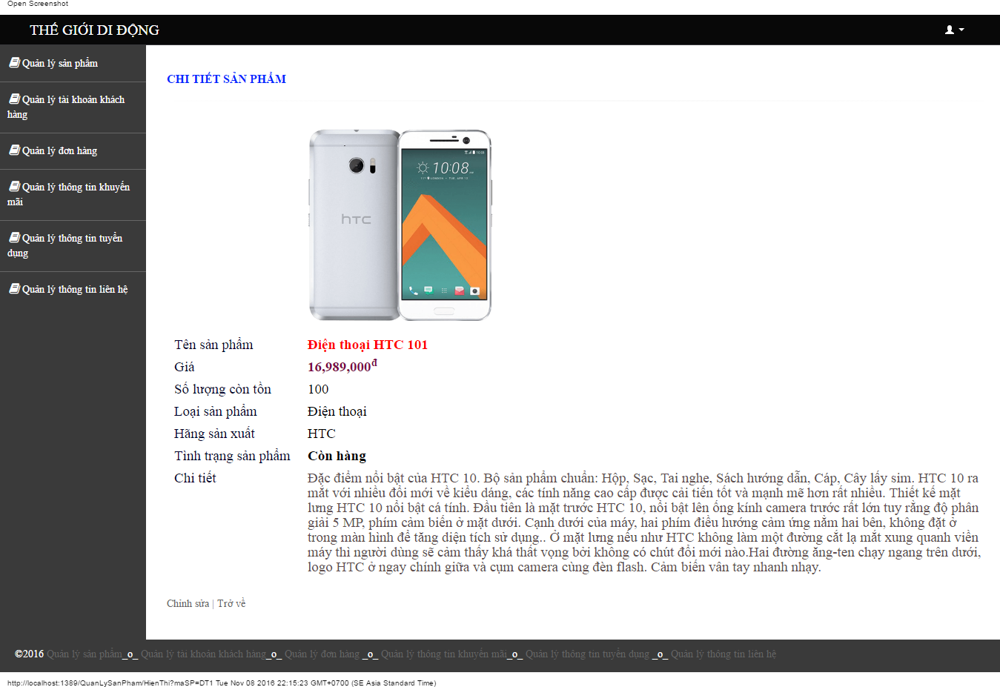 Open Screenshot
THẾ GIỚI DI ĐỘNG
Quản lý sản phẩm
Quản lý tài khoản khách
hàng
Quản lý đơn hàng
Quản lý thông tin khuyến
mãi
Quản lý thông tin tuyển
dụng
Quản lý thông tin liên hệ
CHI TIẾT SẢN PHẨM
10:08
hTC
10:08
Tên sản phẩm Điện thoại HTC 101
Giá 16,989,000đ
Số lượng còn tồn 100
Loại sản phẩm Điện thoại
Hãng sản xuất HTC
Tình trạng sản phẩm Còn hàng
Chi tiết Đặc điểm nổi bật của HTC 10. Bộ sản phẩm chuẩn: Hộp, Sạc, Tai nghe, Sách hướng dẫn, Cáp, Cây lấy sim. HTC 10 ra
mắt với nhiều đổi mới về kiểu dáng, các tính năng cao cấp được cải tiến tốt và mạnh mẽ hơn rất nhiều. Thiết kế mặt
lưng HTC 10 nổi bật cá tính. Đầu tiên là mặt trước HTC 10, nổi bật lên ống kính camera trước rất lớn tuy rằng độ phân
giải 5 MP, phím cảm biến ở mặt dưới. Cạnh dưới của máy, hai phím điều hướng cảm ứng nằm hai bên, không đặt ở
trong màn hình để tăng diện tích sử dụng.. Ở mặt lưng nếu như HTC không làm một đường cắt lạ mắt xung quanh viền
máy thì người dùng sẽ cảm thấy khá thất vọng bởi không có chút đổi mới nào.Hai đường ăng-ten chạy ngang trên dưới,
logo HTC ở ngay chính giữa và cụm camera cùng đèn flash. Cảm biến vân tay nhanh nhạy.
Chỉnh sửa | Trở về
©2016 Quản lý sản phẩm_o_ Quản lý tài khoản khách hàng_o_ Quản lý đơn hàng _o_ Quản lý thông tin khuyến mãi_o_ Quản lý thông tin tuyển dụng _o_ Quản lý thông tin liên hệ
http://localhost:1389/QuanLySanPham/HienThi?maSP=DT1 Tue Nov 08 2016 22:15:23 GMT+0700 (SE Asia Standard Time)